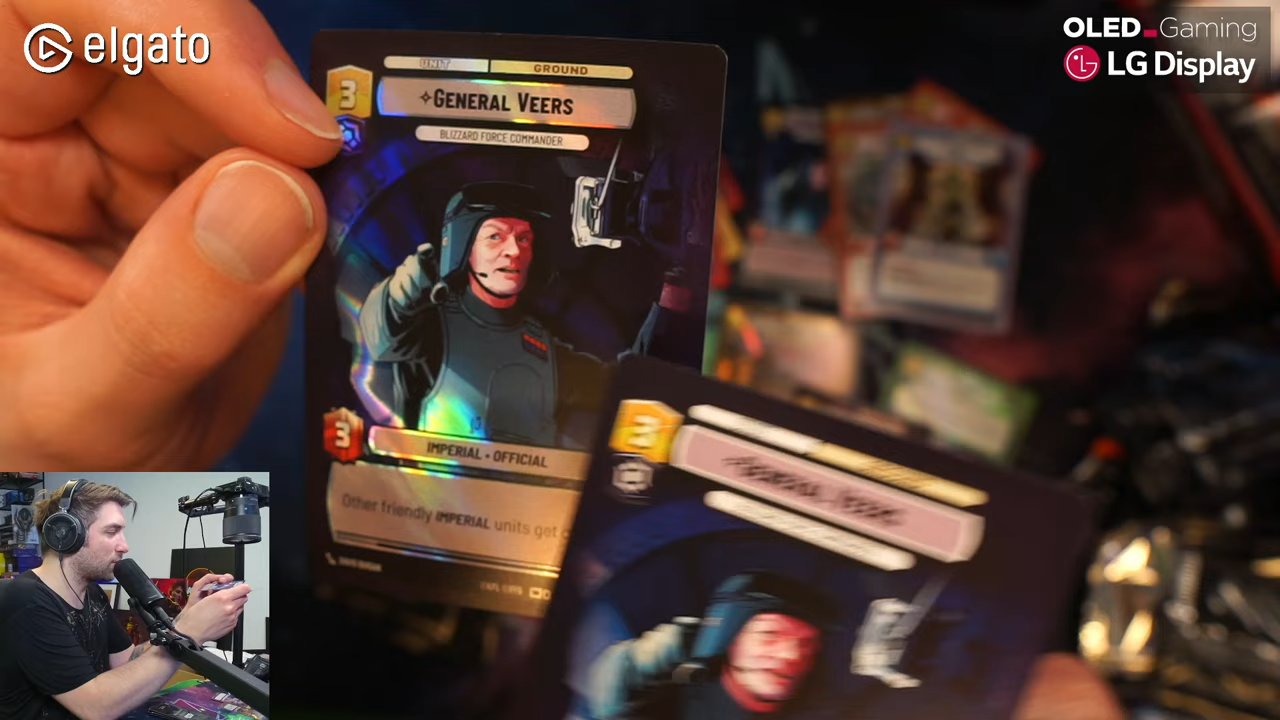 elgato
OLED Gaming
LG Display
UNIT
GROUND
3
GENERAL VEERS
BLIZZARD FORCE COMMANDER
3
IMPERIAL • OFFICIAL
Other friendly IMPERIAL units get
3